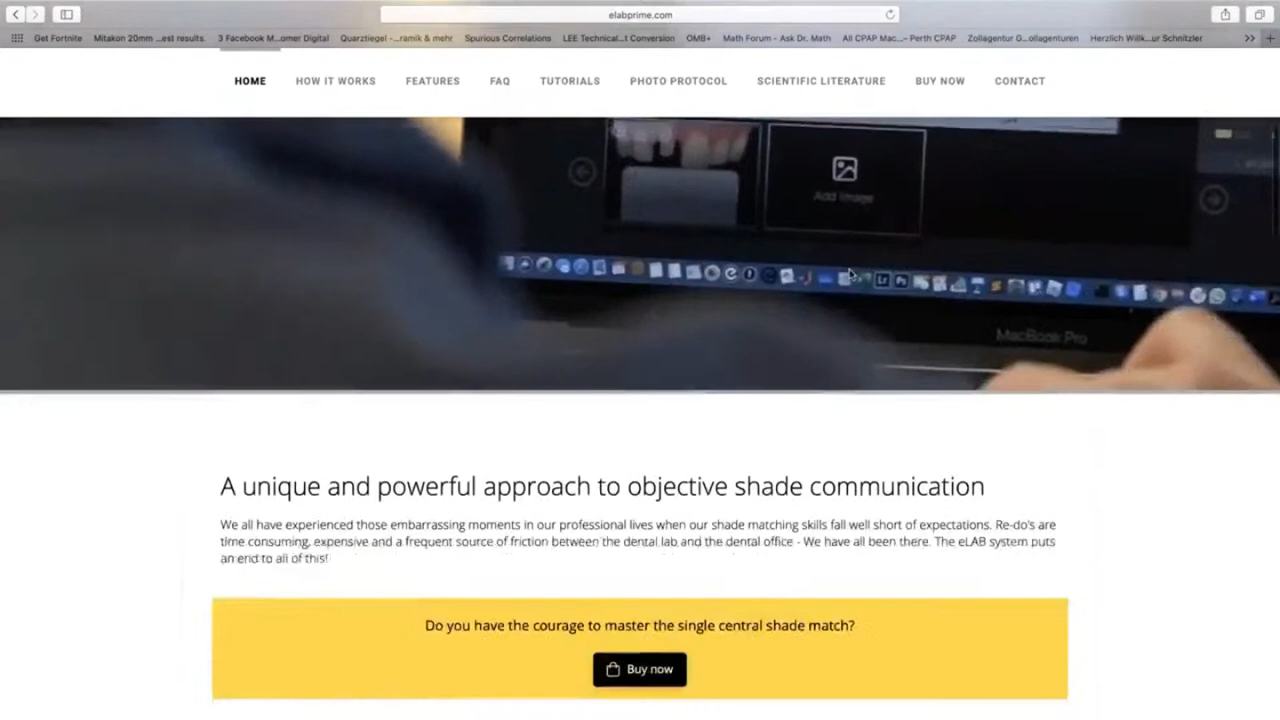 elabprime.com
Get Fortnite Mitakon 20mm ...est results. 3 Facebook M...omer Digital Quarztiegel -...ramik & mehr Spurious Correlations LEE Technical...t Conversion OMB+ Math Forum - Ask Dr. Math All CPAP Mac... – Perth CPAP Zollagentur G...ollagenturen Herzlich Willk...ur Schnitzler
HOME HOW IT WORKS FEATURES FAQ TUTORIALS PHOTO PROTOCOL SCIENTIFIC LITERATURE BUY NOW CONTACT
Add Image
Lr Ps
MacBook Pro
A unique and powerful approach to objective shade communication
We all have experienced those embarrassing moments in our professional lives when our shade matching skills fall well short of expectations. Re-do's are
time consuming, expensive and a frequent source of friction between the dental lab and the dental office - We have all been there. The eLAB system puts
an end to all of this!
Do you have the courage to master the single central shade match?
Buy now